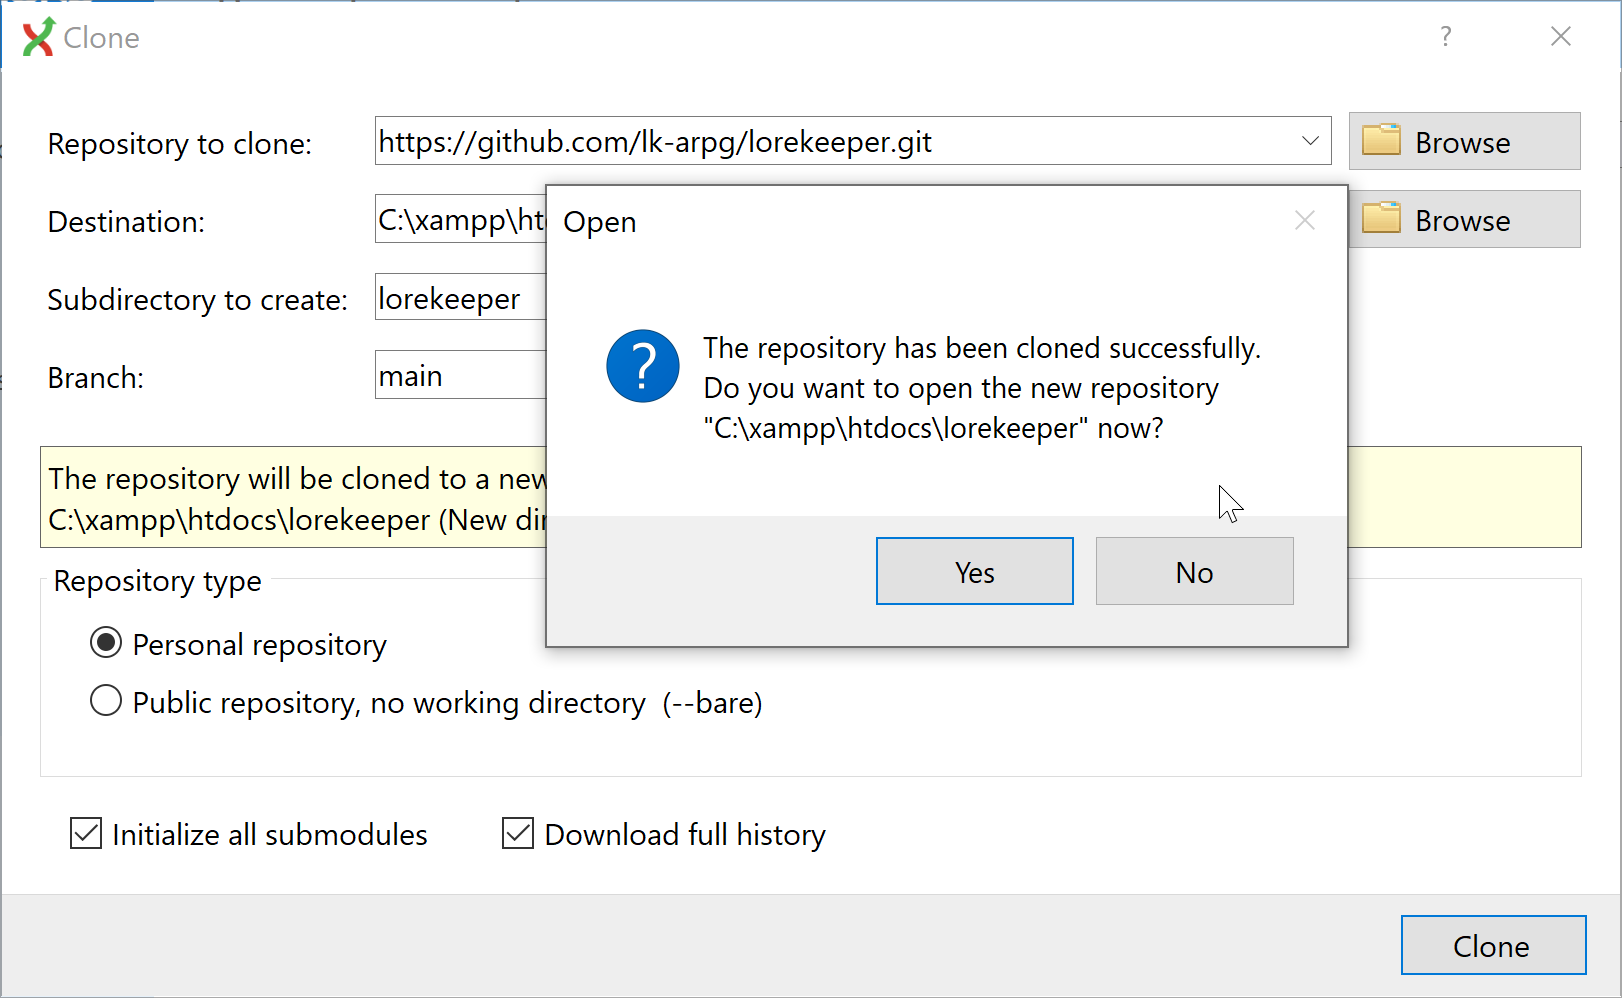 Clone
?
Repository to clone:
https://github.com/lk-arpg/lorekeeper.git
Browse
Destination:
C:\xampp\ht
Browse
Subdirectory to create:
lorekeeper
Branch:
main
The repository will be cloned to a new
C:\xampp\htdocs\lorekeeper (New
Open
?
The repository has been cloned successfully.
Do you want to open the new repository
"C:\xampp\htdocs\lorekeeper" now?
Yes
No
Repository type
Personal repository
Public repository, no working directory (--bare)
Initialize all submodules
Download full history
Clone